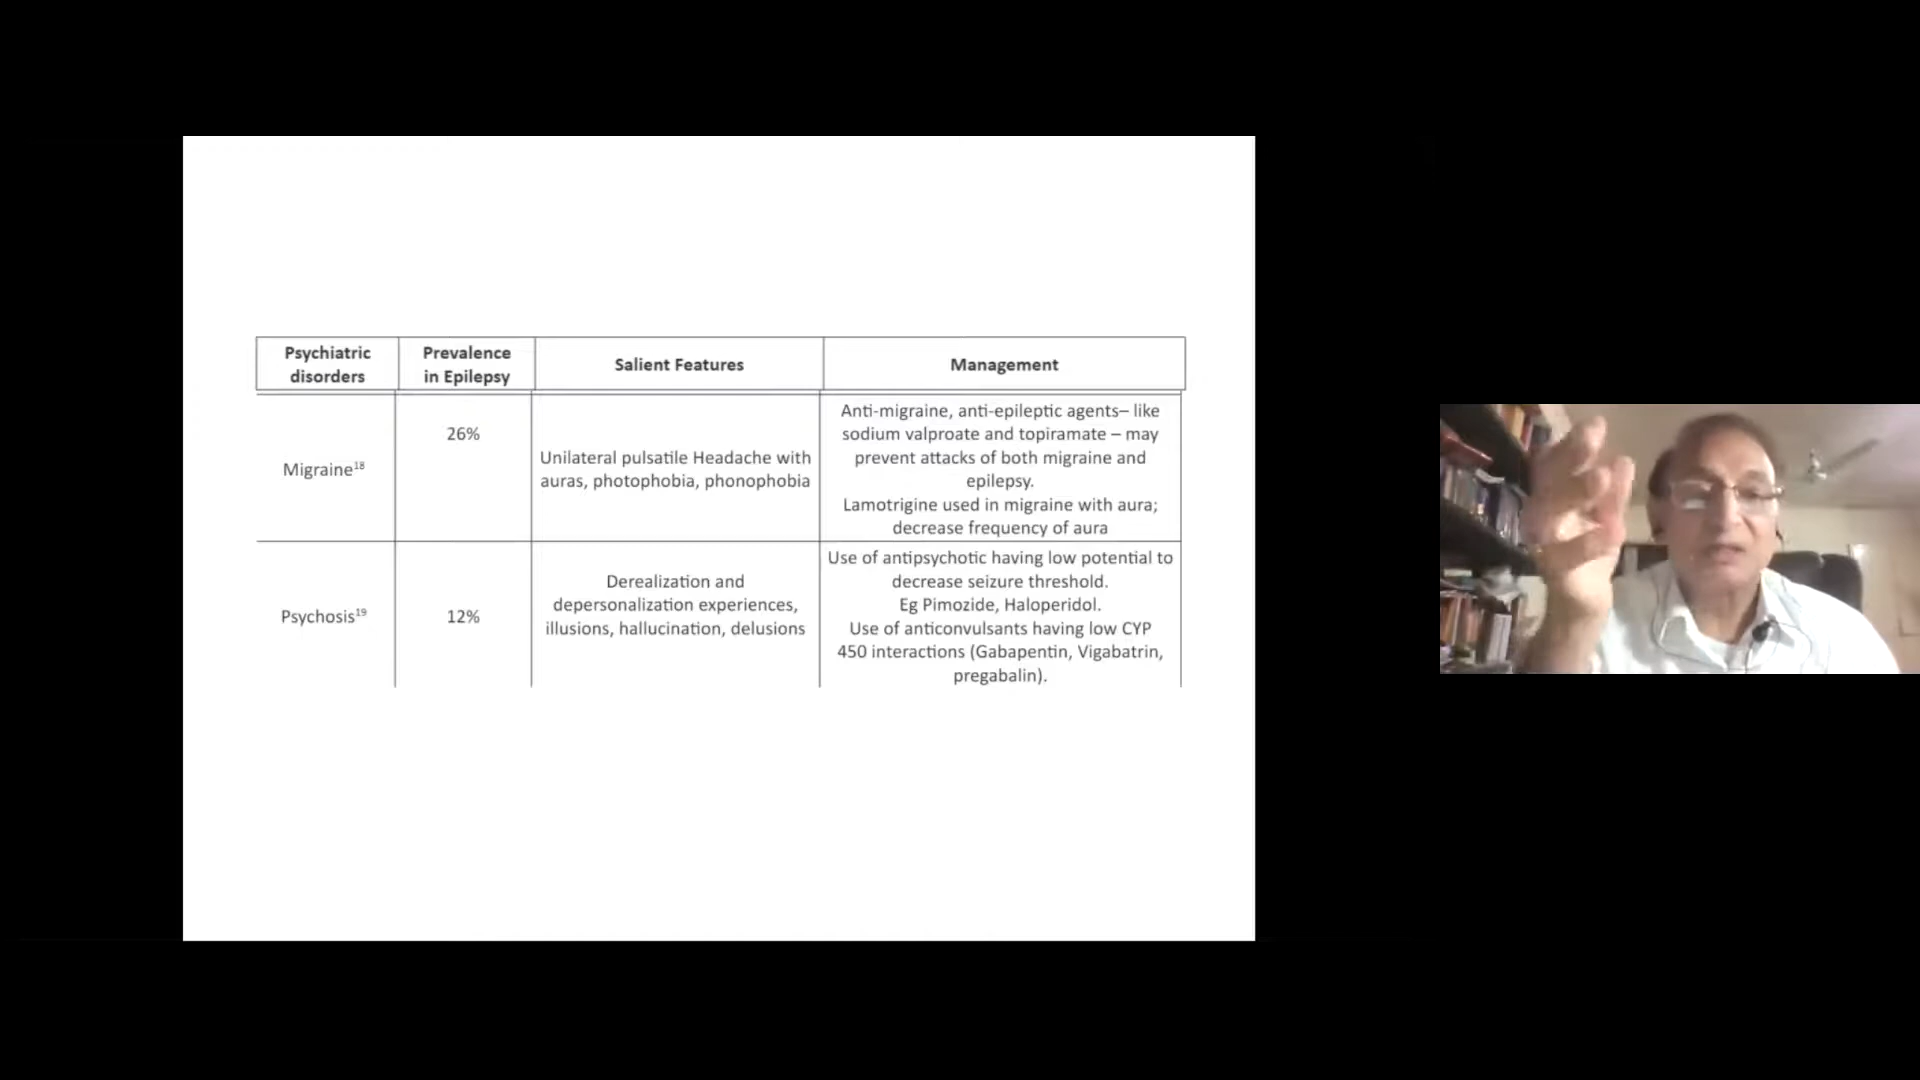 Psychiatric
disorders
Prevalence
in Epilepsy
Salient Features
Management
Migraine18
26%
Unilateral pulsatile Headache with
auras, photophobia, phonophobia
Anti-migraine, anti-epileptic agents– like
sodium valproate and topiramate – may
prevent attacks of both migraine and
epilepsy.
Lamotrigine used in migraine with aura;
decrease frequency of aura
Psychosis19
12%
Derealization and
depersonalization experiences,
illusions, hallucination, delusions
Use of antipsychotic having low potential to
decrease seizure threshold.
Eg Pimozide, Haloperidol.
Use of anticonvulsants having low CYP
450 interactions (Gabapentin, Vigabatrin,
pregabalin).